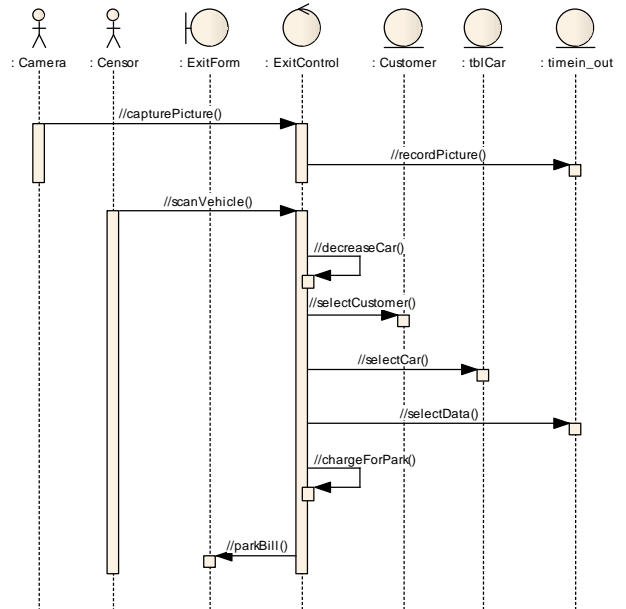 : Camera
: Censor
: ExitForm
: ExitControl
: Customer
: tblCar
: timein_out
//capturePicture()
//recordPicture()
//scanVehicle()
//decreaseCar()
//selectCustomer()
//selectCar()
//selectData()
//chargeForPark()
//parkBill()